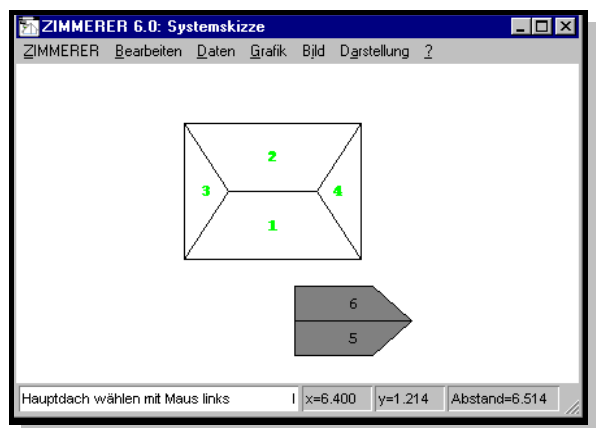 ZIMMERER 6.0: Systemskizze
ZIMMERER Bearbeiten Daten Grafik Bild Darstellung ?
2
3 4
1
6
5
Hauptdach wählen mit Maus links x=6.400 y=1.214 Abstand=6.514